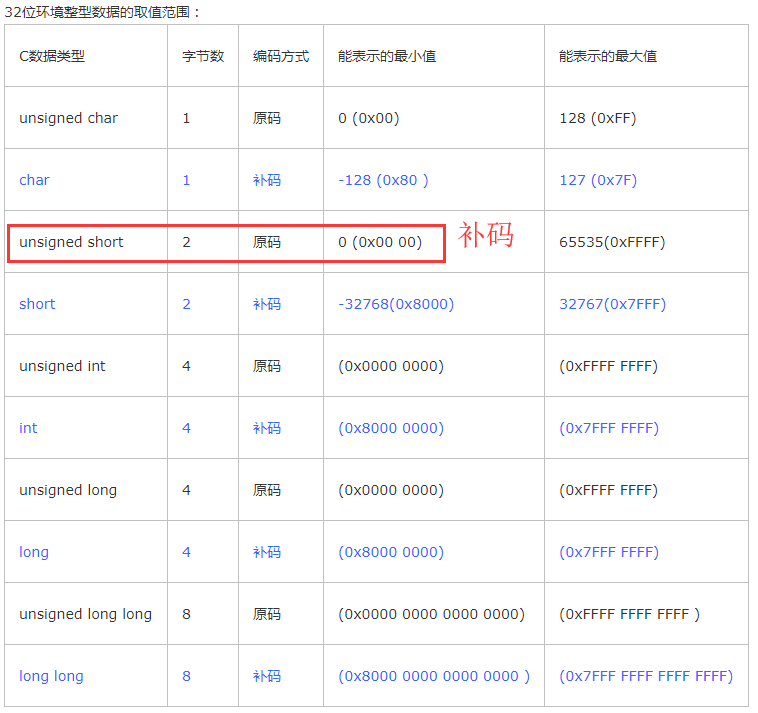 32位环境整型数据的取值范围：
C数据类型 字节数 编码方式 能表示的最小值 能表示的最大值
unsigned char 1 原码 0 (0x00) 128 (0xFF)
char 1 补码 -128 (0x80 ) 127 (0x7F)
unsigned short 2 原码 0 (0x00 00) 补码 65535(0xFFFF)
short 2 补码 -32768(0x8000) 32767(0x7FFF)
unsigned int 4 原码 (0x0000 0000) (0xFFFF FFFF)
int 4 补码 (0x8000 0000) (0x7FFF FFFF)
unsigned long 4 原码 (0x0000 0000) (0xFFFF FFFF)
long 4 补码 (0x8000 0000) (0x7FFF FFFF)
unsigned long long 8 原码 (0x0000 0000 0000 0000) (0xFFFF FFFF FFFF )
long long 8 补码 (0x8000 0000 0000 0000 ) (0x7FFF FFFF FFFF FFFF)